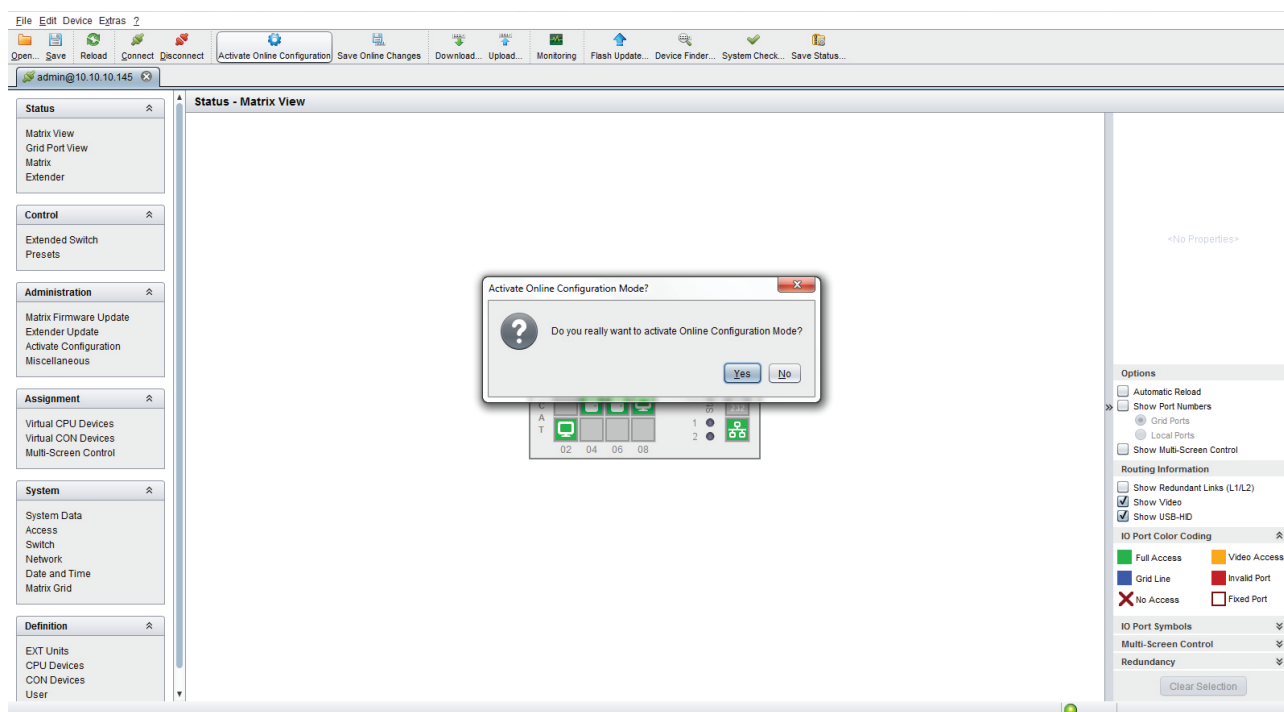 File Edit Device Extras ?
Open... Save Reload Connect Disconnect Activate Online Configuration Save Online Changes Download... Upload... Monitoring Flash Update... Device Finder... System Check... Save Status...
admin@10.10.10.145
Status
Matrix View
Grid Port View
Matrix
Extender
Control
Extended Switch
Presets
Administration
Matrix Firmware Update
Extender Update
Activate Configuration
Miscellaneous
Assignment
Virtual CPU Devices
Virtual CON Devices
Multi-Screen Control
System
System Data
Access
Switch
Network
Date and Time
Matrix Grid
Definition
EXT Units
CPU Devices
CON Devices
User
Status - Matrix View
Activate Online Configuration Mode?
Do you really want to activate Online Configuration Mode?
Yes No
C
A
T
232
1
2
02 04 06 08
<No Properties>
Options
Automatic Reload
Show Port Numbers
Grid Ports
Local Ports
Show Multi-Screen Control
Routing Information
Show Redundant Links (L1/L2)
Show Video
Show USB-HID
IO Port Color Coding
Full Access Video Access
Grid Line Invalid Port
No Access Fixed Port
IO Port Symbols
Multi-Screen Control
Redundancy
Clear Selection